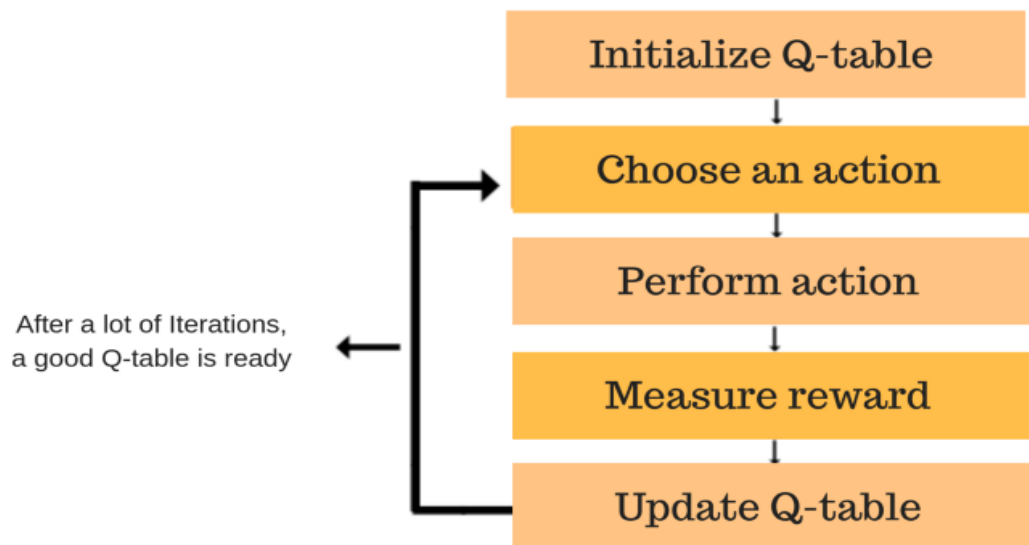 Initialize Q-table
Choose an action
Perform action
After a lot of Iterations,
a good Q-table is ready
Measure reward
Update Q-table